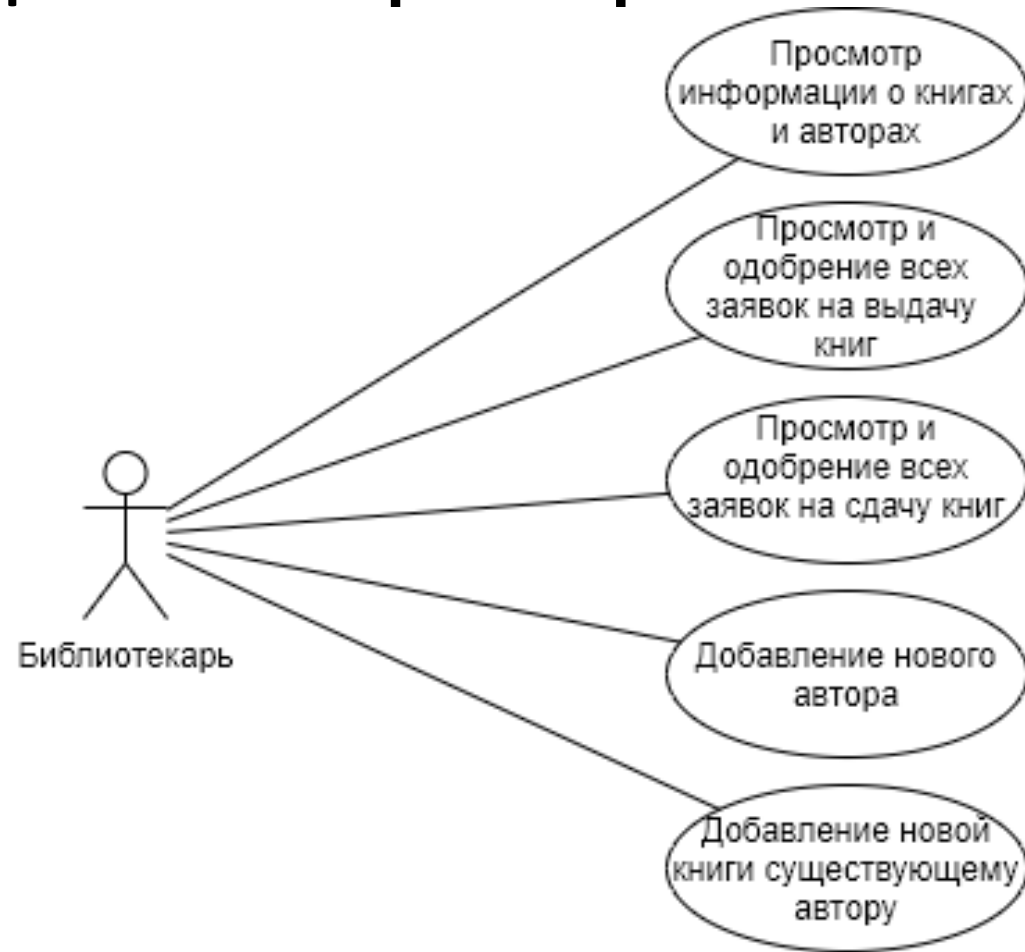 Просмотр
информации о книгах
и авторах
Просмотр и
одобрение всех
заявок на выдачу
книг
Просмотр и
одобрение всех
заявок на сдачу книг
Библиотекарь
Добавление нового
автора
Добавление новой
книги существующему
автору